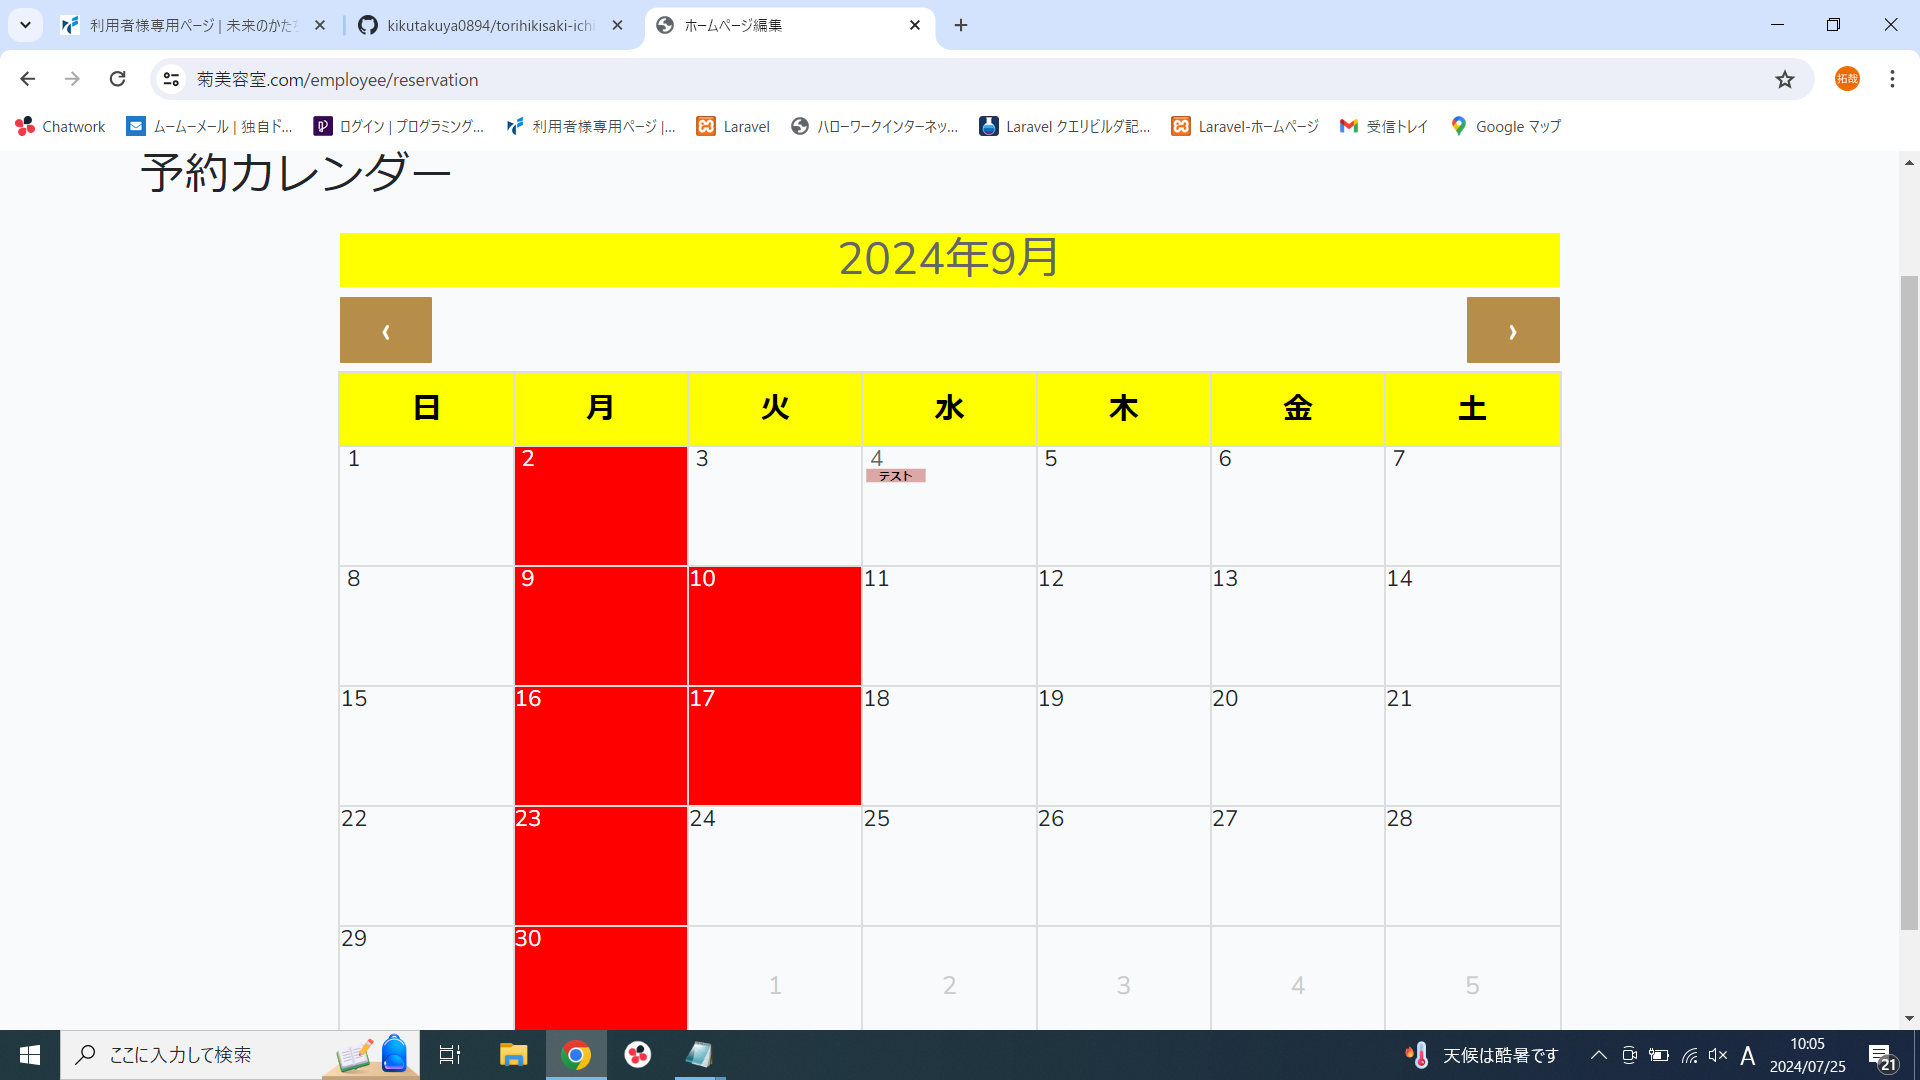 利用者様専用ページ | 未来のかた
kikutakuya0894/torihikisaki-ichi
ホームページ編集
菊美容室.com/employee/reservation
拓哉
Chatwork
ムームーメール | 独自ド...
ログイン | プログラミング...
利用者様専用ページ |...
Laravel
ハローワークインターネッ...
Laravel クエリビルダ記...
Laravel-ホームページ
受信トレイ
Google マップ
予約カレンダー
2024年9月
‹ ›
日 月 火 水 木 金 土
1 2 3 4 5 6 7
テスト
8 9 10 11 12 13 14
15 16 17 18 19 20 21
22 23 24 25 26 27 28
29 30 1 2 3 4 5
ここに入力して検索
天候は酷暑です
A
10:05
2024/07/25
21